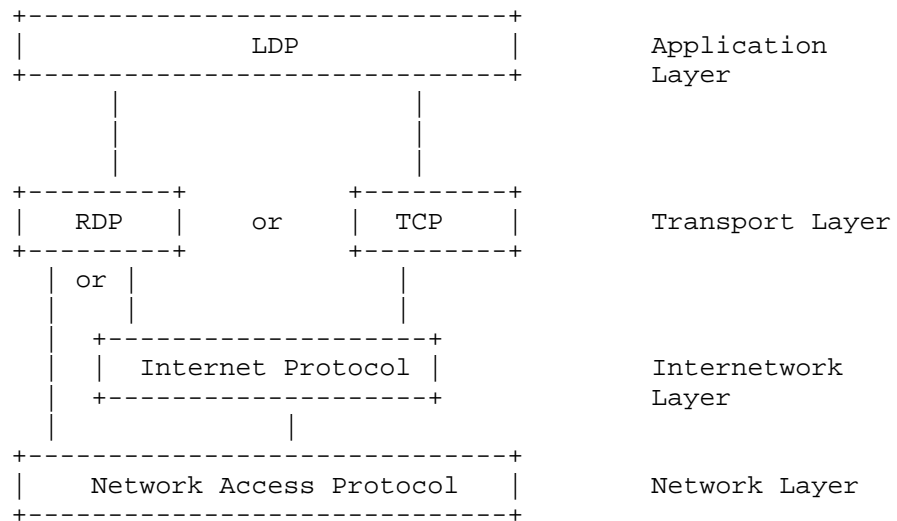 LDP Application
Layer
RDP or TCP Transport Layer
or
Internet Protocol Internetwork
Layer
Network Access Protocol Network Layer